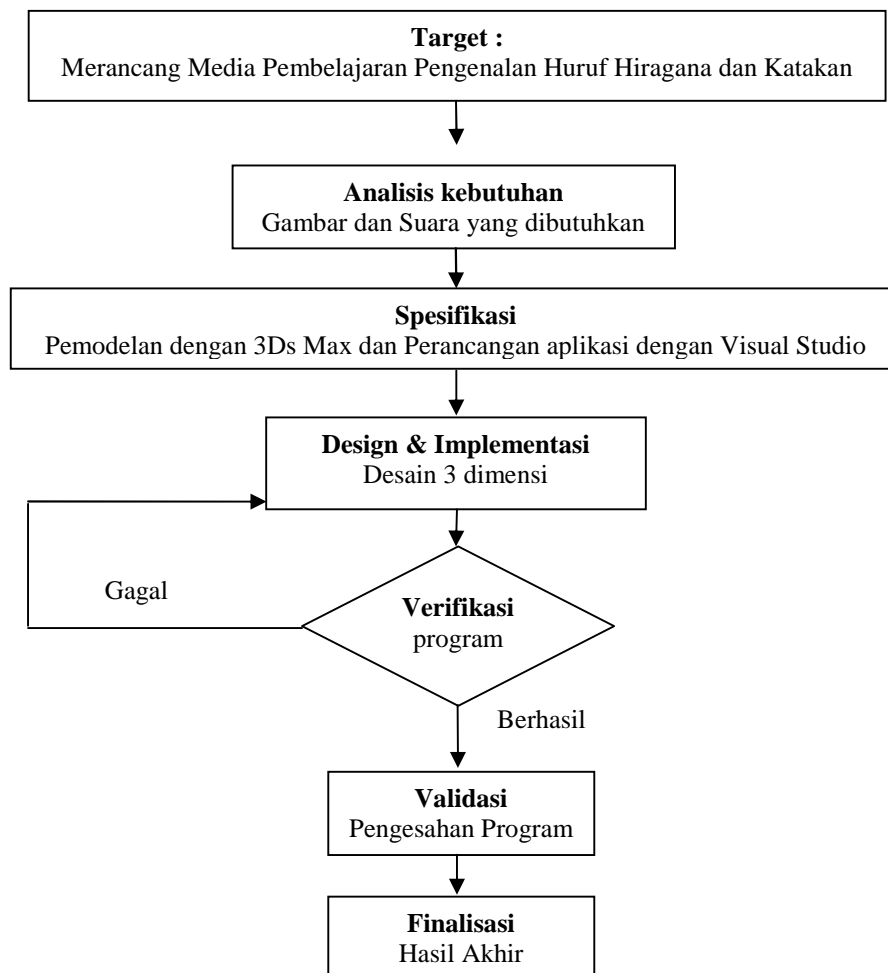 Target :
Merancang Media Pembelajaran Pengenalan Huruf Hiragana dan Katakan
Analisis kebutuhan
Gambar dan Suara yang dibutuhkan
Spesifikasi
Pemodelan dengan 3Ds Max dan Perancangan aplikasi dengan Visual Studio
Design & Implementasi
Desain 3 dimensi
Gagal
Verifikasi
program
Berhasil
Validasi
Pengesahan Program
Finalisasi
Hasil Akhir